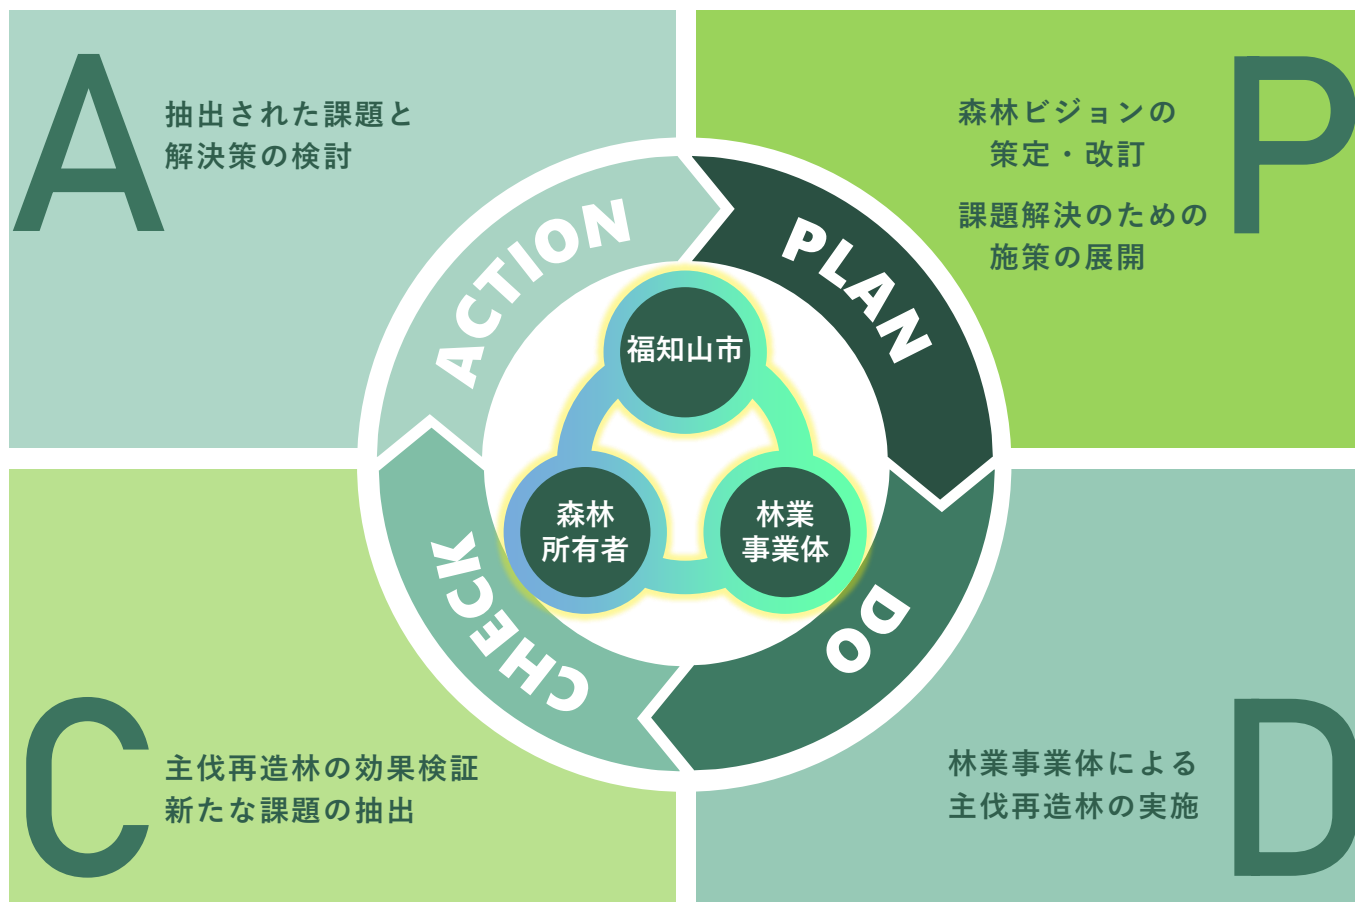 A
抽出された課題と
解決策の検討
P
森林ビジョンの
策定・改訂
課題解決のための
施策の展開
ACTION
PLAN
福知山市
森林
所有者
林業
事業体
CHECK
DO
C
主伐再造林の効果検証
新たな課題の抽出
D
林業事業体による
主伐再造林の実施